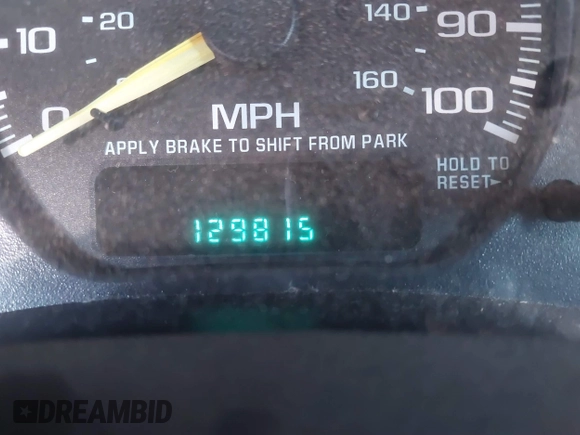 10 20 140 90
0 160 100
MPH
APPLY BRAKE TO SHIFT FROM PARK
HOLD TO
RESET
129815
DREAMBID